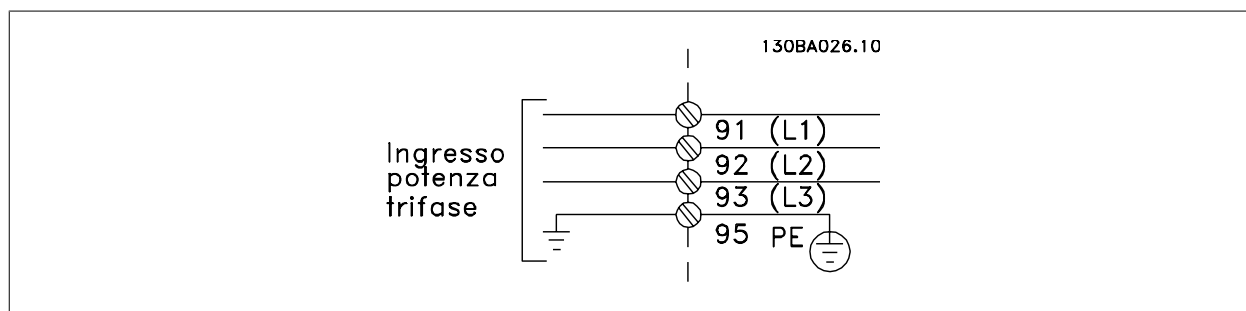 130BA026.10
Ingresso
potenza
trifase
91 (L1)
92 (L2)
93 (L3)
95 PE